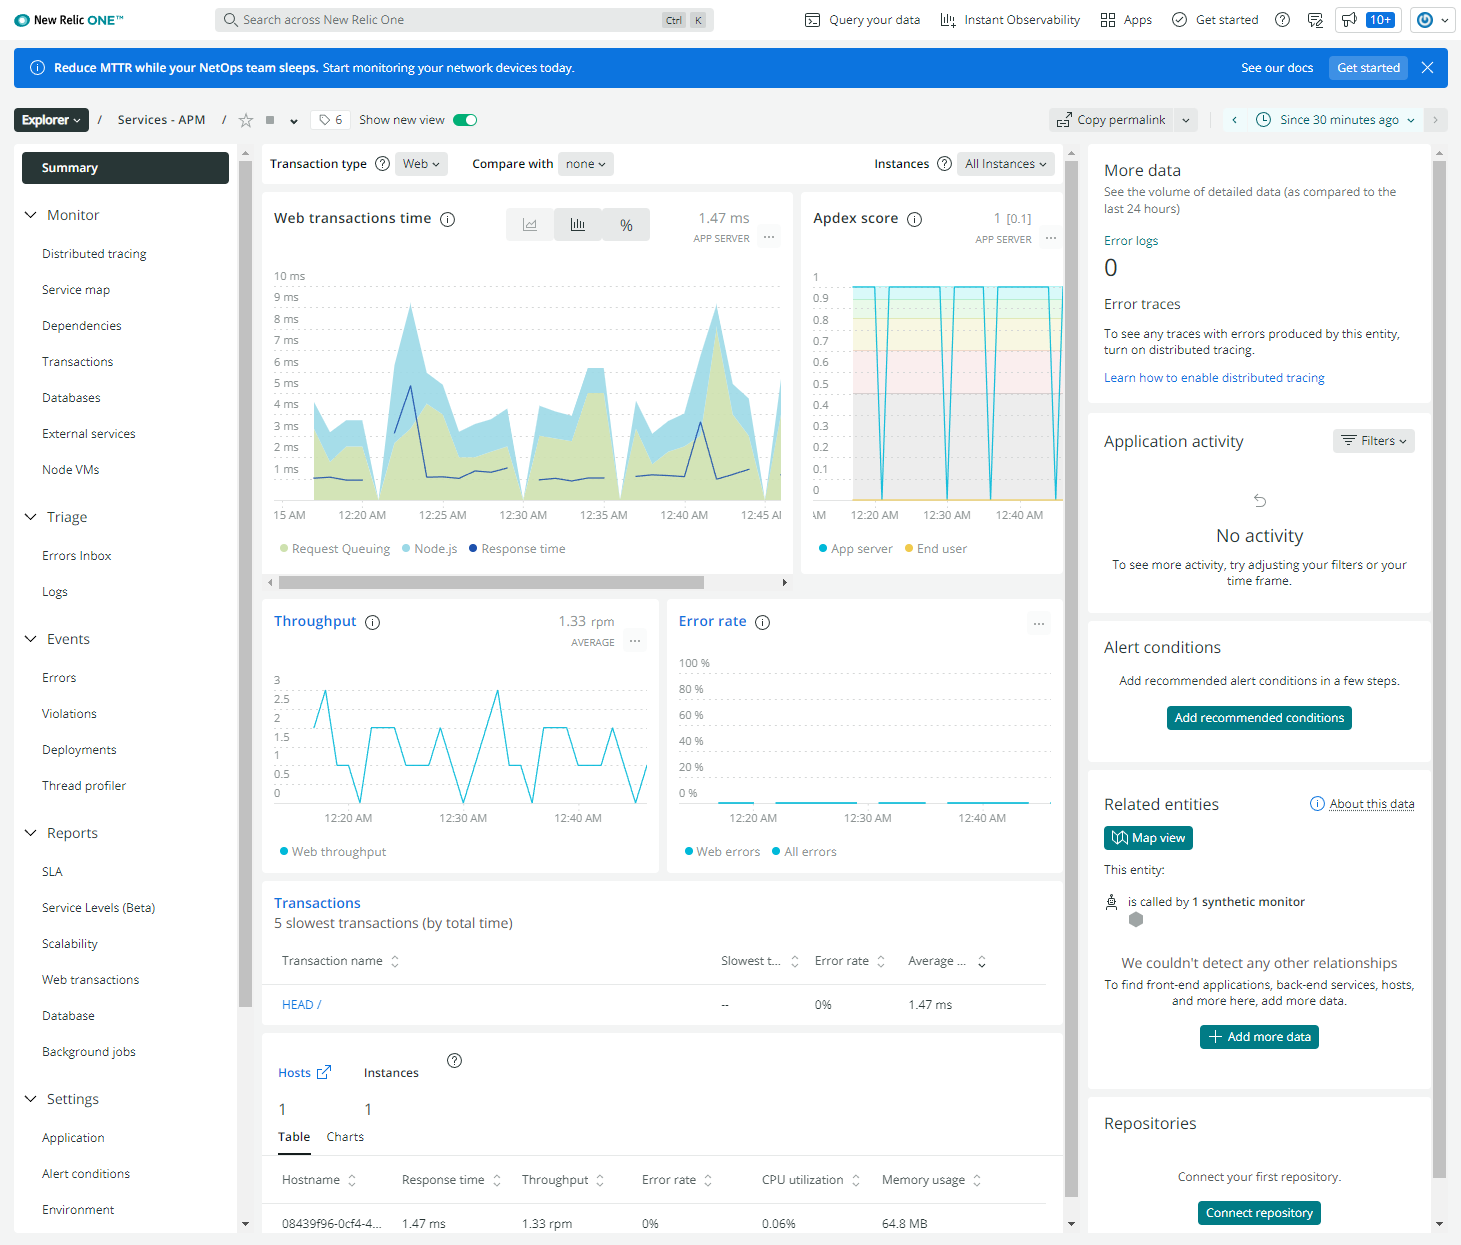 New Relic ONE™
Search across New Relic One
Ctrl K
Query your data
Instant Observability
Apps
Get started
10+
Reduce MTTR while your NetOps team sleeps. Start monitoring your network devices today.
See our docs
Get started
Explorer
/ Services - APM /
6
Show new view
Copy permalink
Since 30 minutes ago
Summary
Monitor
Distributed tracing
Service map
Dependencies
Transactions
Databases
External services
Node VMs
Triage
Errors Inbox
Logs
Events
Errors
Violations
Deployments
Thread profiler
Reports
SLA
Service Levels (Beta)
Scalability
Web transactions
Database
Background jobs
Settings
Application
Alert conditions
Environment
Transaction type
Web
Compare with
none
Instances
All Instances
Web transactions time
%
1.47 ms
APP SERVER
10 ms
9 ms
8 ms
7 ms
6 ms
5 ms
4 ms
3 ms
2 ms
1 ms
15 AM 12:20 AM 12:25 AM 12:30 AM 12:35 AM 12:40 AM 12:45 AM
Request Queuing Node.js Response time
Apdex score
1 [0.1]
APP SERVER
1
0.9
0.8
0.7
0.6
0.5
0.4
0.3
0.2
0.1
0
AM 12:20 AM 12:30 AM 12:40 AM
App server End user
Throughput
1.33 rpm
AVERAGE
3
2.5
2
1.5
1
0.5
0
12:20 AM 12:30 AM 12:40 AM
Web throughput
Error rate
100 %
80 %
60 %
40 %
20 %
0 %
12:20 AM 12:30 AM 12:40 AM
Web errors All errors
Transactions
5 slowest transactions (by total time)
Transaction name Slowest t... Error rate Average ...
HEAD / -- 0% 1.47 ms
Hosts Instances
1 1
Table Charts
Hostname Response time Throughput Error rate CPU utilization Memory usage
08439f96-0cf4-4... 1.47 ms 1.33 rpm 0% 0.06% 64.8 MB
More data
See the volume of detailed data (as compared to the
last 24 hours)
Error logs
0
Error traces
To see any traces with errors produced by this entity,
turn on distributed tracing.
Learn how to enable distributed tracing
Application activity
Filters
No activity
To see more activity, try adjusting your filters or your
time frame.
Alert conditions
Add recommended alert conditions in a few steps.
Add recommended conditions
Related entities
About this data
Map view
This entity:
is called by 1 synthetic monitor
We couldn't detect any other relationships
To find front-end applications, back-end services, hosts,
and more here, add more data.
Add more data
Repositories
Connect your first repository.
Connect repository